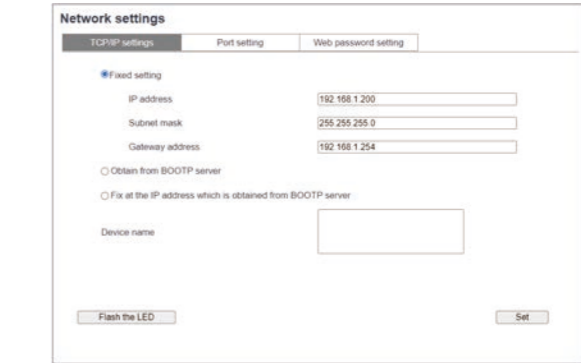 Network settings
TCP/IP settings Port setting Web password setting
Fixed setting
IP address 192.168.1.200
Subnet mask 255.255.255.0
Gateway address 192.168.1.254
Obtain from BOOTP server
Fix at the IP address which is obtained from BOOTP server
Device name
Flash the LED Set